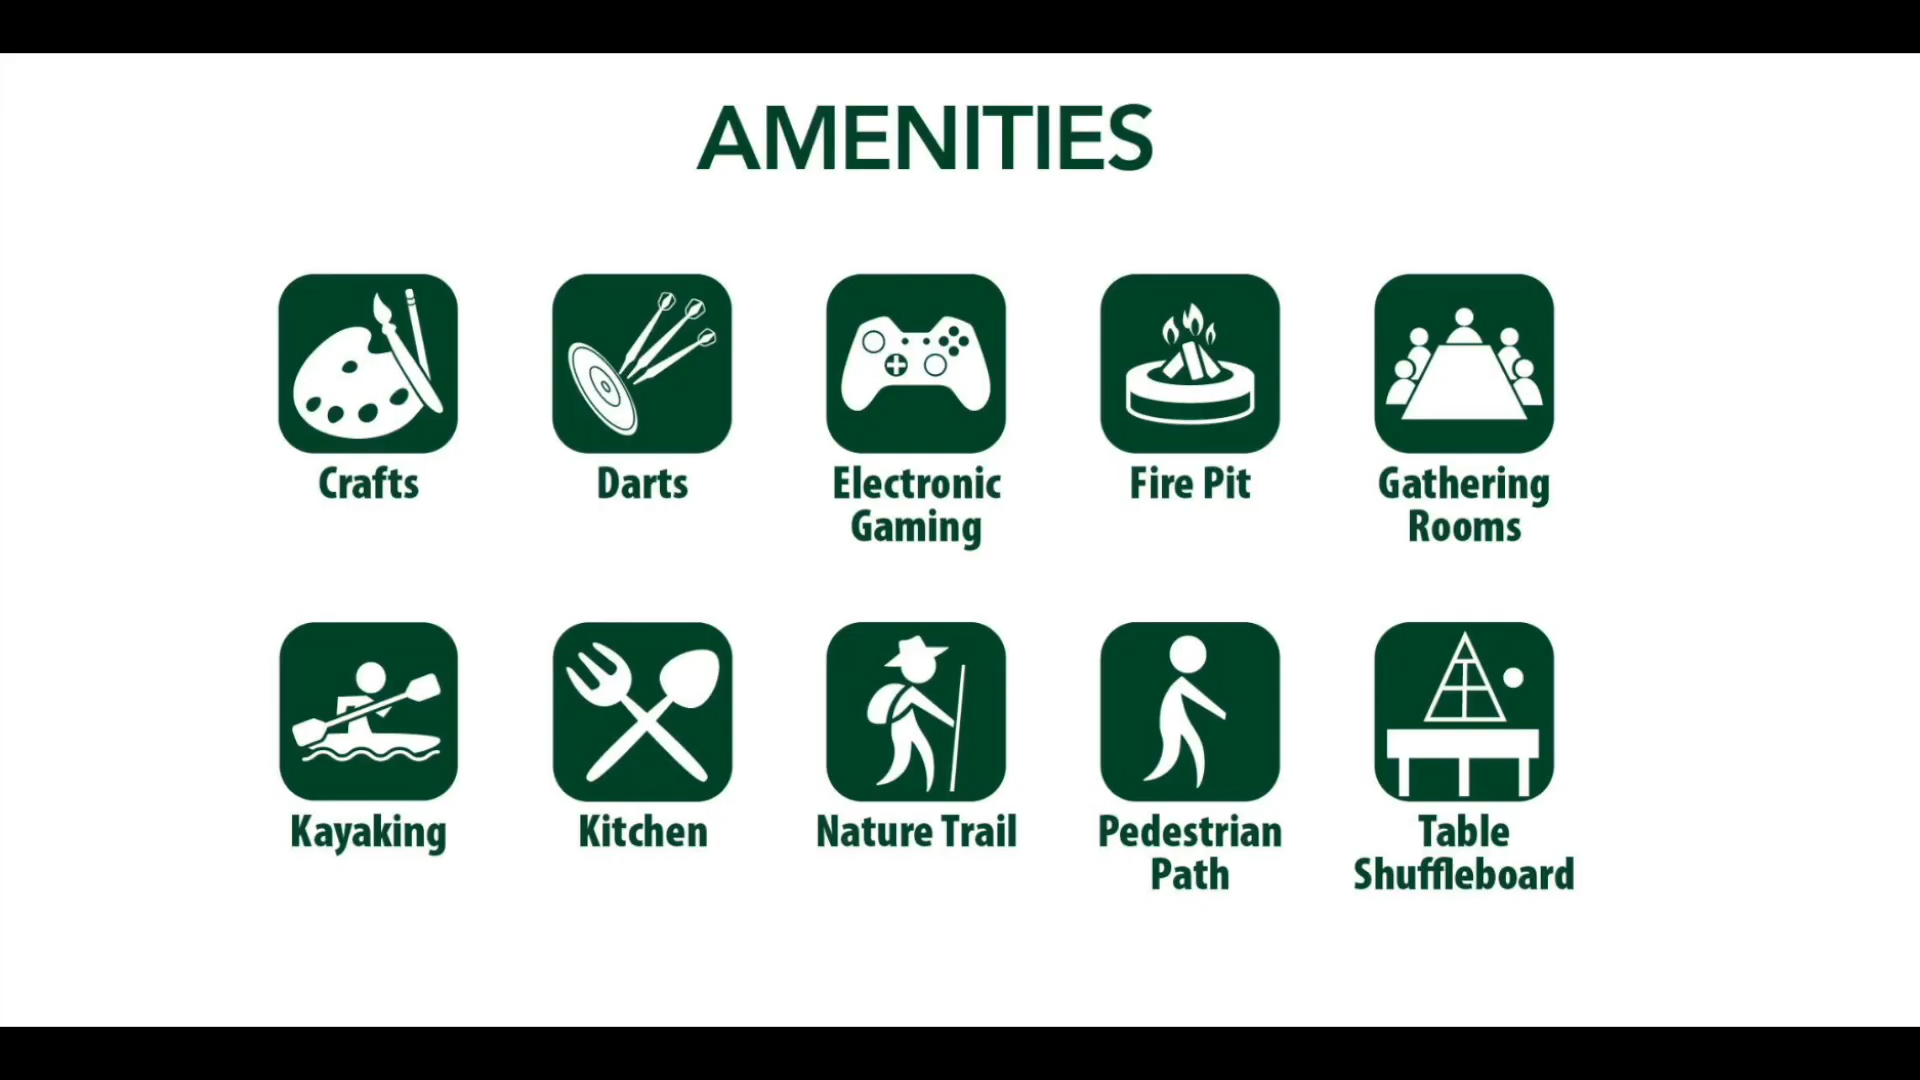 AMENITIES
Crafts
Darts
Electronic
Gaming
Fire Pit
Gathering
Rooms
Kayaking
Kitchen
Nature Trail
Pedestrian
Path
Table
Shuffleboard